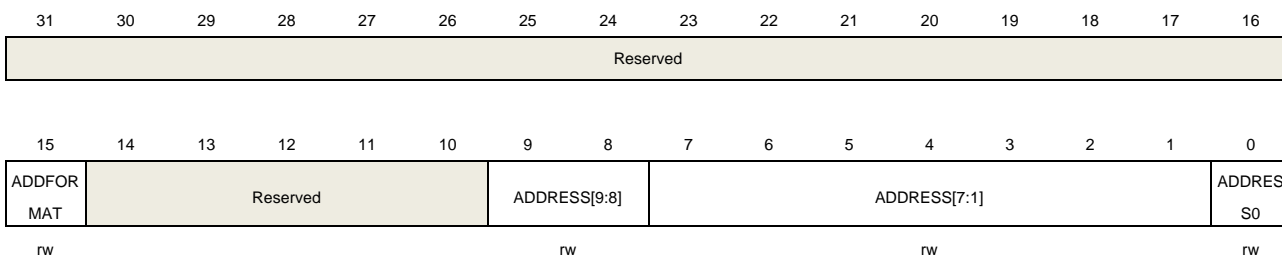 31 30 29 28 27 26 25 24 23 22 21 20 19 18 17 16
Reserved
15 14 13 12 11 10 9 8 7 6 5 4 3 2 1 0
ADDFOR
MAT
Reserved
ADDRESS[9:8]
ADDRESS[7:1]
ADDRES
S0
rw rw rw rw